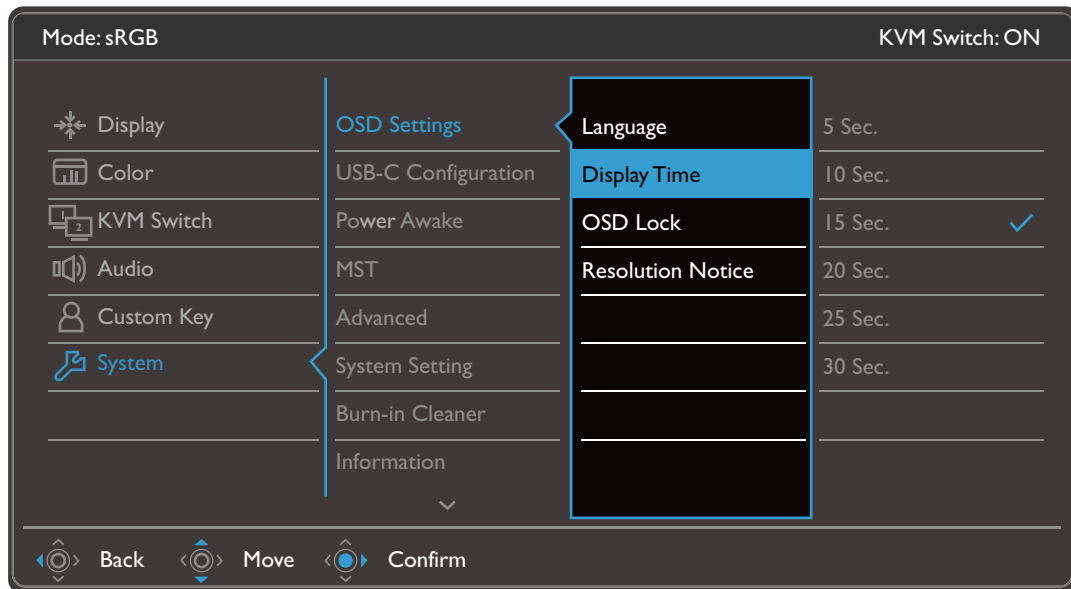 Mode: sRGB
KVM Switch: ON
Display
Color
1 2 KVM Switch
Audio
Custom Key
System
OSD Settings
USB-C Configuration
Power Awake
MST
Advanced
System Setting
Burn-in Cleaner
Information
Language
Display Time
OSD Lock
Resolution Notice
5 Sec.
10 Sec.
15 Sec.
20 Sec.
25 Sec.
30 Sec.
Back Move Confirm